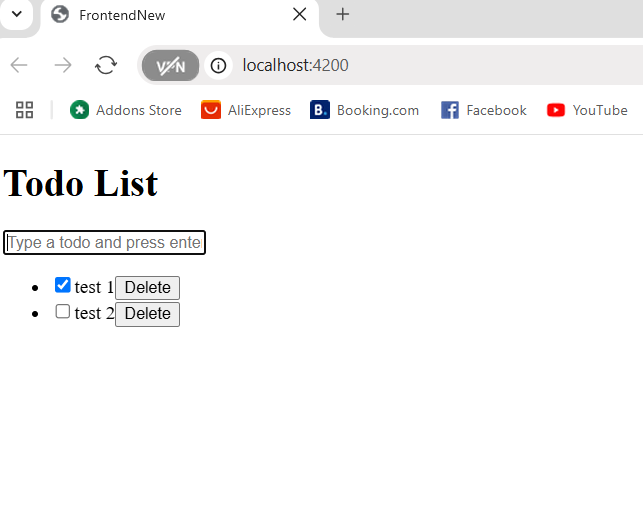 FrontendNew
VPN localhost:4200
Addons Store AliExpress B. Booking.com Facebook YouTube
Todo List
Type a todo and press ente
test 1 Delete
test 2 Delete